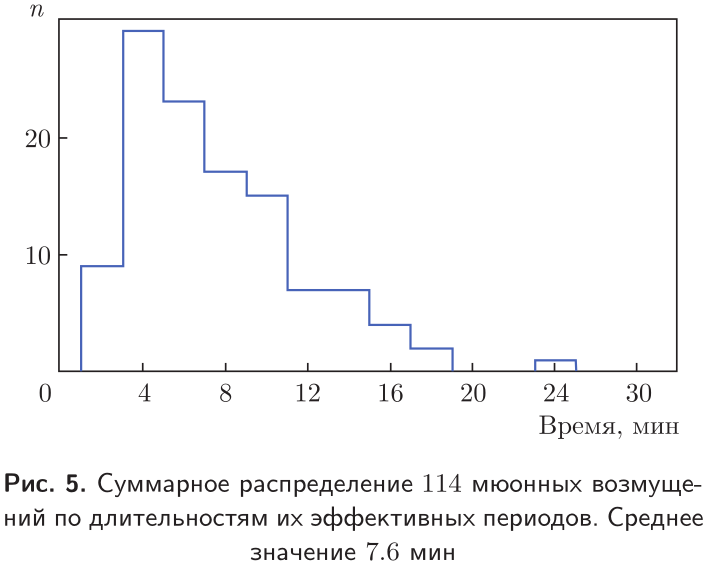 n
20
10
0 4 8 12 16 20 24 30
Время, мин
Рис. 5. Суммарное распределение 114 мюонных возмуще-
ний по длительностям их эффективных периодов. Среднее
значение 7.6 мин